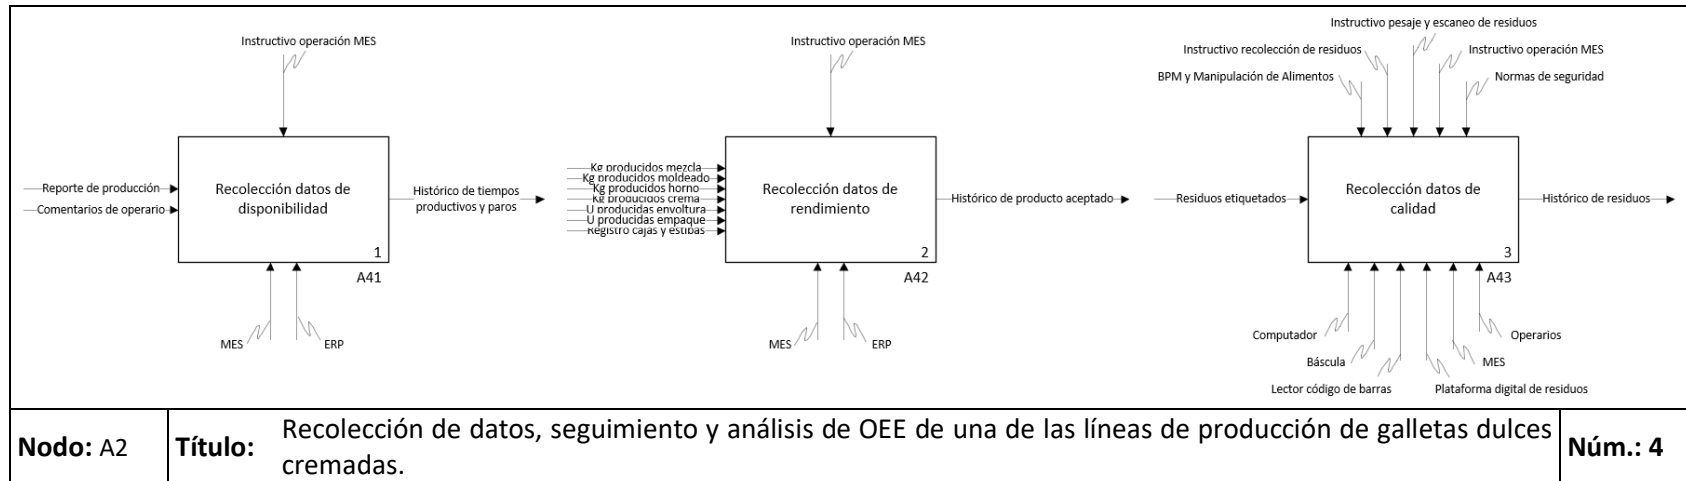 Instructivo operación MES
Reporte de producción
Comentarios de operario
Recolección datos de
disponibilidad
1
A41
Histórico de tiempos
productivos y paros
MES
ERP
Instructivo operación MES
Kg producidos mezcla
Kg producidos moldeado
Kg producidos horno
Kg producidos crema
U producidas envoltura
U producidas empaque
Registro cajas y estibas
Recolección datos de
rendimiento
2
A42
Histórico de producto aceptado
MES
ERP
Instructivo pesaje y escaneo de residuos
Instructivo recolección de residuos
Instructivo operación MES
BPM y Manipulación de Alimentos
Normas de seguridad
Residuos etiquetados
Recolección datos de
calidad
3
A43
Histórico de residuos
Computador
Operarios
Báscula
MES
Lector código de barras
Plataforma digital de residuos
Nodo: A2
Título:
Recolección de datos, seguimiento y análisis de OEE de una de las líneas de producción de galletas dulces
cremadas.
Núm.: 4